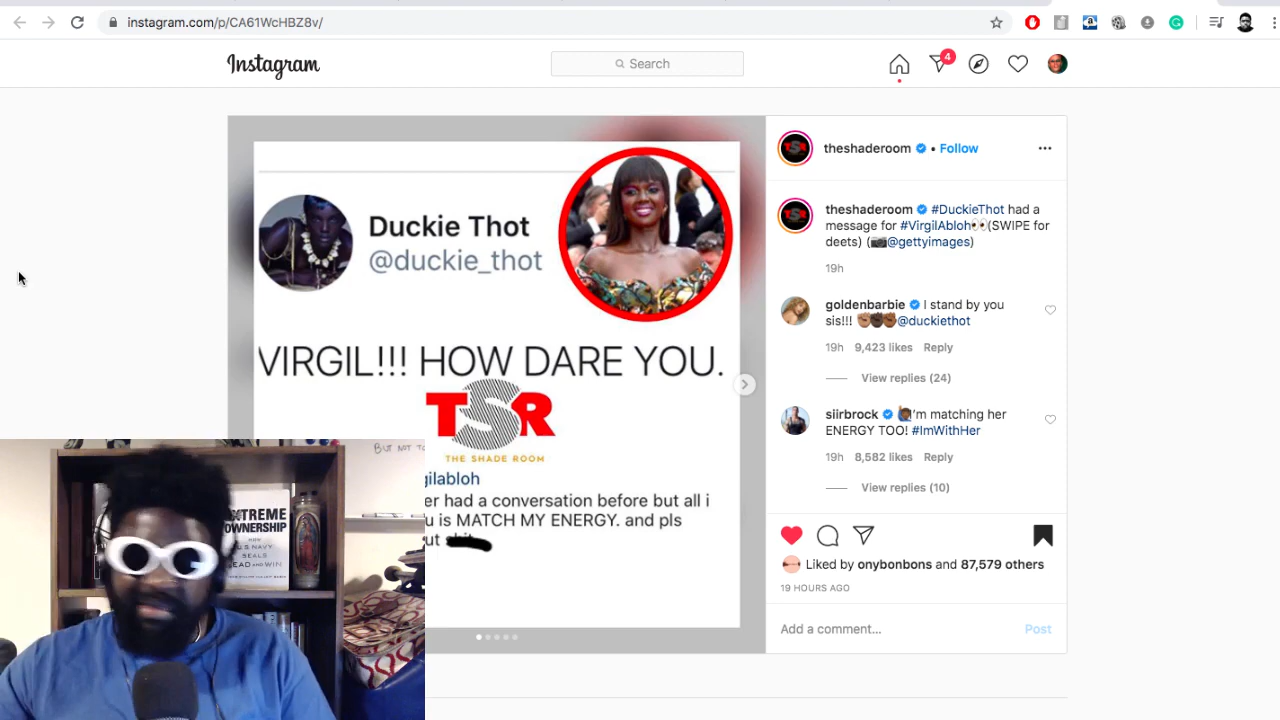 instagram.com/p/CA61WcHBZ8v/
Instagram
Search
4
Duckie Thot
@duckie_thot
VIRGIL!!! HOW DARE YOU.
TSR
THE SHADE ROOM
BUT NOT TO
gilabloh
er had a conversation before but all i
u is MATCH MY ENERGY. and pls
ut shit
EXTREME
OWNERSHIP
U.S. NAVY
SEALS
LEAD AND WIN
theshaderoom • Follow
theshaderoom #DuckieThot had a
message for #VirgilAbloh👀(SWIPE for
deets) (📷@gettyimages)
19h
goldenbarbie I stand by you
sis!!! ✊🏽✊🏿✊🏾@duckiethot
19h 9,423 likes Reply
View replies (24)
siirbrock 🙋🏾‍♂️'m matching her
ENERGY TOO! #ImWithHer
19h 8,582 likes Reply
View replies (10)
Liked by onybonbons and 87,579 others
19 HOURS AGO
Add a comment...
Post